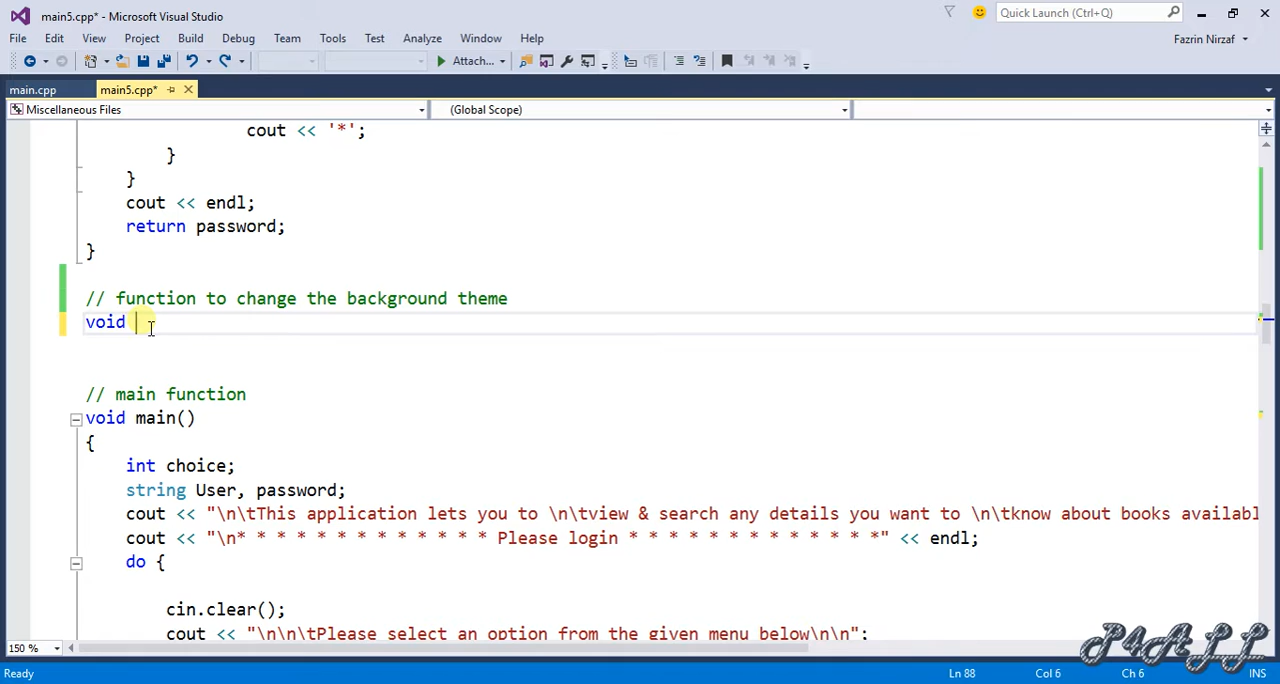 main5.cpp* - Microsoft Visual Studio
Quick Launch (Ctrl+Q)
File Edit View Project Build Debug Team Tools Test Analyze Window Help
Fazrin Nirzaf
Attach...
main.cpp main5.cpp*
Miscellaneous Files (Global Scope)
cout << '*';
}
}
cout << endl;
return password;
}
// function to change the background theme
void
// main function
void main()
{
int choice;
string User, password;
cout << "\n\tThis application lets you to \n\tview & search any details you want to \n\tknow about books availabl
cout << "\n* * * * * * * * * * * * * Please login * * * * * * * * * * * * *" << endl;
do {
cin.clear();
cout << "\n\n\tPlease select an option from the given menu below\n\n";
150 %
P4ALL
Ready Ln 88 Col 6 Ch 6 INS